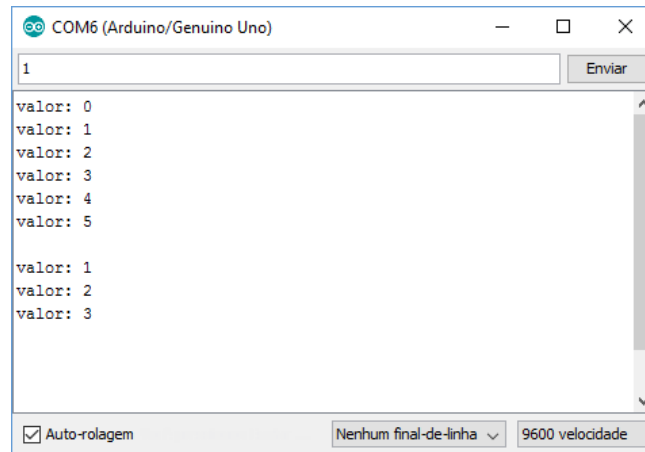 COM6 (Arduino/Genuino Uno)
1
Enviar
valor: 0
valor: 1
valor: 2
valor: 3
valor: 4
valor: 5
valor: 1
valor: 2
valor: 3
Auto-rolagem
Nenhum final-de-linha
9600 velocidade